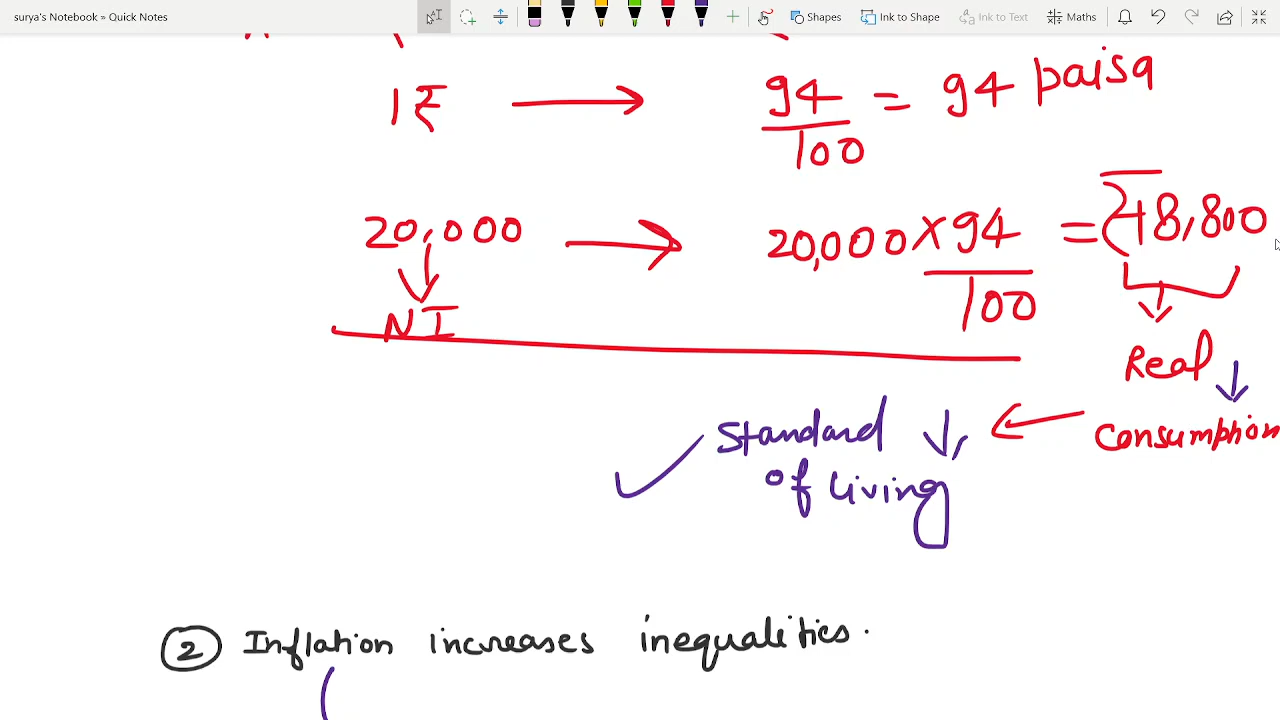 surya's Notebook » Quick Notes
Shapes Ink to Shape Ink to Text Maths
1₹ → 94/100 = 94 paisa
20,000 → 20,000 × 94/100 = ₹18,800
NI
Real ↓
Consumption
Standard ↓
of living
② Inflation increases inequalities.